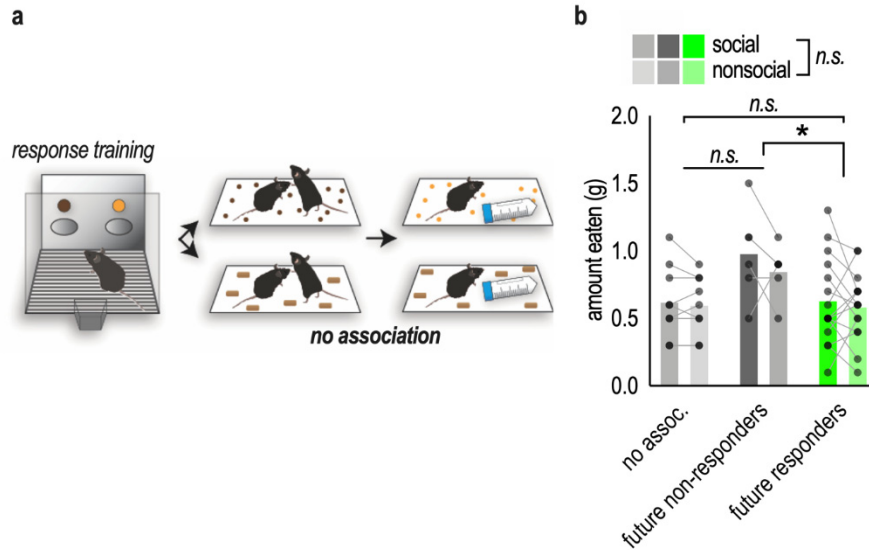 a
response training
no association
b
social
nonsocial
n.s.
n.s.
*
n.s.
amount eaten (g)
2.0
1.5
1.0
0.5
0.0
no assoc.
future non-responders
future responders